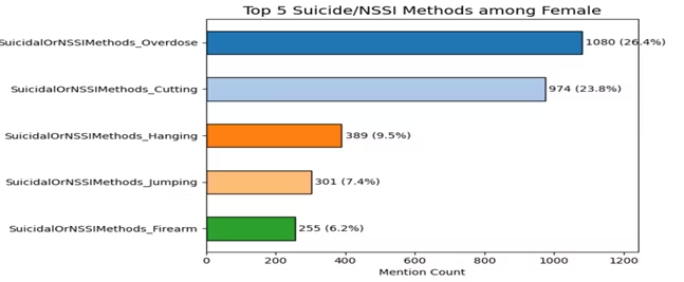 Top 5 Suicide/NSSI Methods among Female
SuicidalOrNSSIMethods_Overdose 1080 (26.4%)
SuicidalOrNSSIMethods_Cutting 974 (23.8%)
SuicidalOrNSSIMethods_Hanging 389 (9.5%)
SuicidalOrNSSIMethods_Jumping 301 (7.4%)
SuicidalOrNSSIMethods_Firearm 255 (6.2%)
0 200 400 600 800 1000 1200
Mention Count